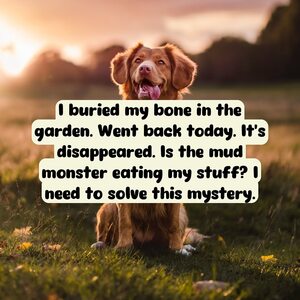 I buried my bone in the
garden. Went back today. It's
disappeared. Is the mud
monster eating my stuff? I
need to solve this mystery.